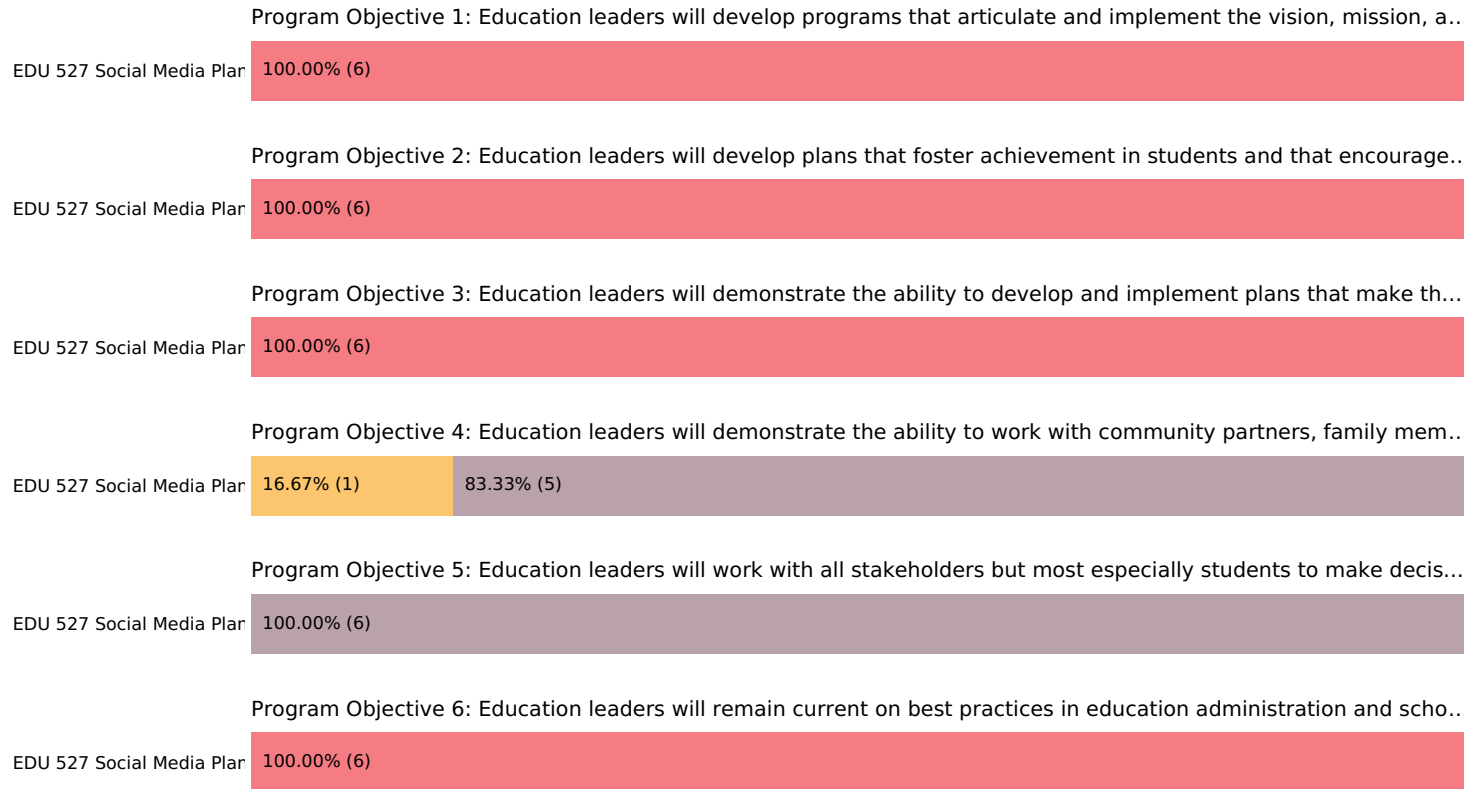 Program Objective 1: Education leaders will develop programs that articulate and implement the vision, mission, a..
EDU 527 Social Media Plan 100.00% (6)
Program Objective 2: Education leaders will develop plans that foster achievement in students and that encourage..
EDU 527 Social Media Plan 100.00% (6)
Program Objective 3: Education leaders will demonstrate the ability to develop and implement plans that make th...
EDU 527 Social Media Plan 100.00% (6)
Program Objective 4: Education leaders will demonstrate the ability to work with community partners, family mem..
EDU 527 Social Media Plan 16.67% (1) 83.33% (5)
Program Objective 5: Education leaders will work with all stakeholders but most especially students to make decis...
EDU 527 Social Media Plan 100.00% (6)
Program Objective 6: Education leaders will remain current on best practices in education administration and scho..
EDU 527 Social Media Plan 100.00% (6)